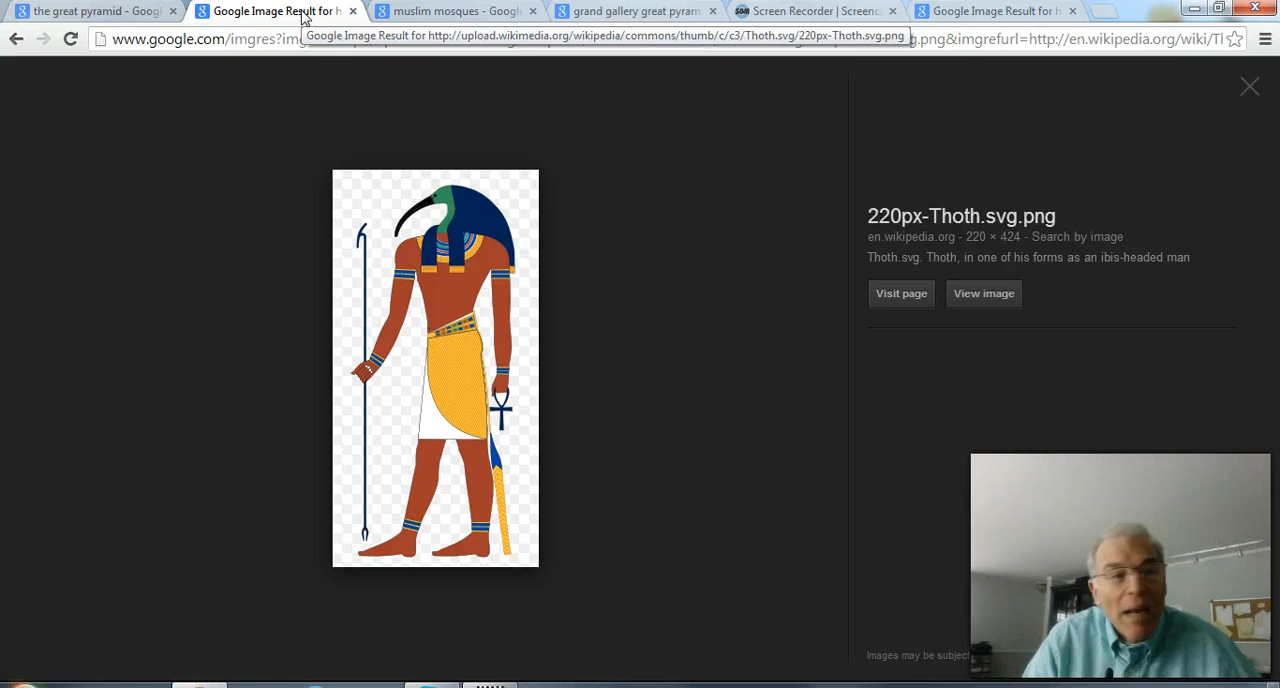 the great pyramid - Googl
Google Image Result for h
muslim mosques - Google
grand gallery great pyram
Screen Recorder | Screenc
Google Image Result for h
www.google.com/imgres?img
.png&imgrefurl=http://en.wikipedia.org/wiki/Tl
Google Image Result for http://upload.wikimedia.org/wikipedia/commons/thumb/c/c3/Thoth.svg/220px-Thoth.svg.png
220px-Thoth.svg.png
en.wikipedia.org - 220 × 424 - Search by image
Thoth.svg. Thoth, in one of his forms as an ibis-headed man
Visit page
View image
Images may be subject